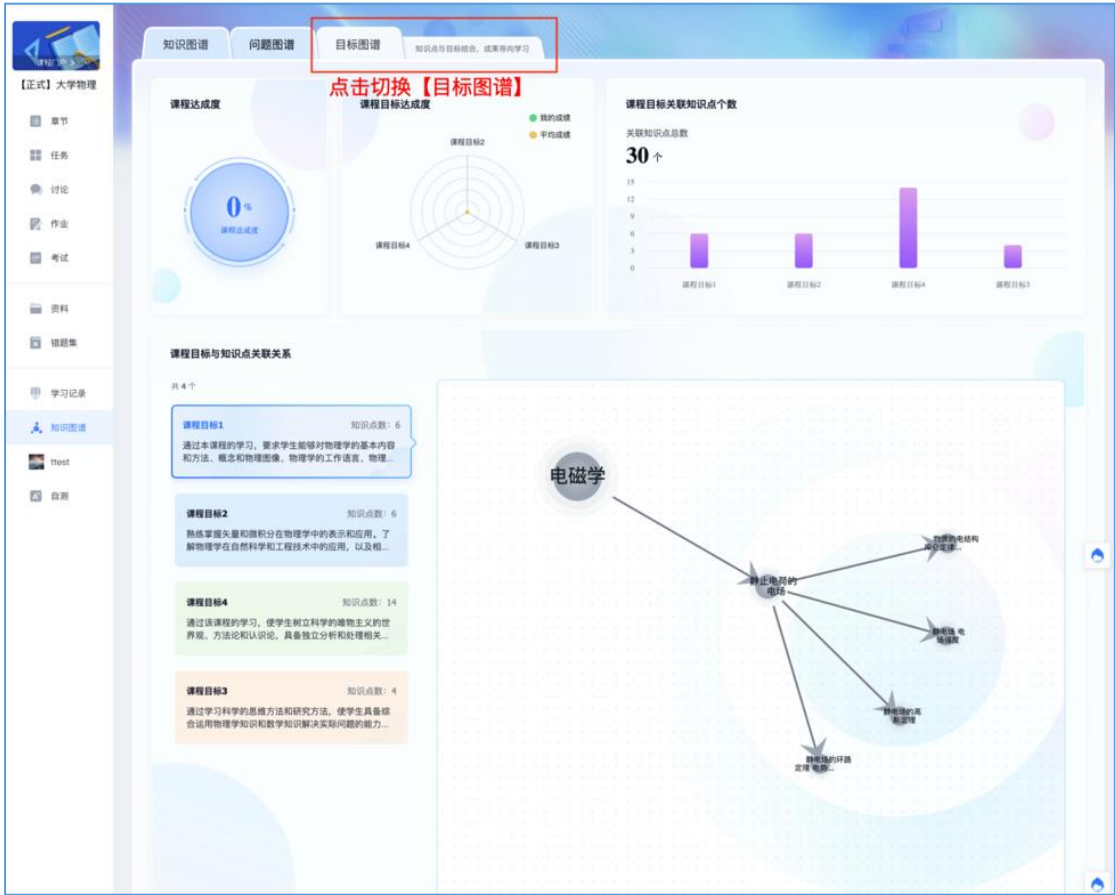 课程门户 >
【正式】大学物理
章节
任务
讨论
作业
考试
资料
错题集
学习记录
知识图谱
ttest
自测
知识图谱
问题图谱
目标图谱
知识点与目标结合，成果导向学习
点击切换【目标图谱】
课程达成度
0 %
课程达成度
课程目标达成度
我的成绩
平均成绩
课程目标2
课程目标4
课程目标3
课程目标关联知识点个数
关联知识点总数
30 个
15
12
9
6
3
0
课程目标1
课程目标2
课程目标4
课程目标3
课程目标与知识点关联关系
共 4 个
课程目标1
知识点数：6
通过本课程的学习，要求学生能够对物理学的基本内容
和方法、概念和物理图像、物理学的工作语言、物理...
课程目标2
知识点数：6
熟练掌握矢量和微积分在物理学中的表示和应用。了
解物理学在自然科学和工程技术中的应用，以及相...
课程目标4
知识点数：14
通过该课程的学习，使学生树立科学的唯物主义的世
界观、方法论和认识论，具备独立分析和处理相关...
课程目标3
知识点数：4
通过学习科学的思维方法和研究方法，使学生具备综
合运用物理学知识和数学知识解决实际问题的能力...
电磁学
静止电荷的
电场
物质的电结构
库仑定律...
静电场 电
场强度
静电场的高
斯定理
静电场的环路
定理 电势...